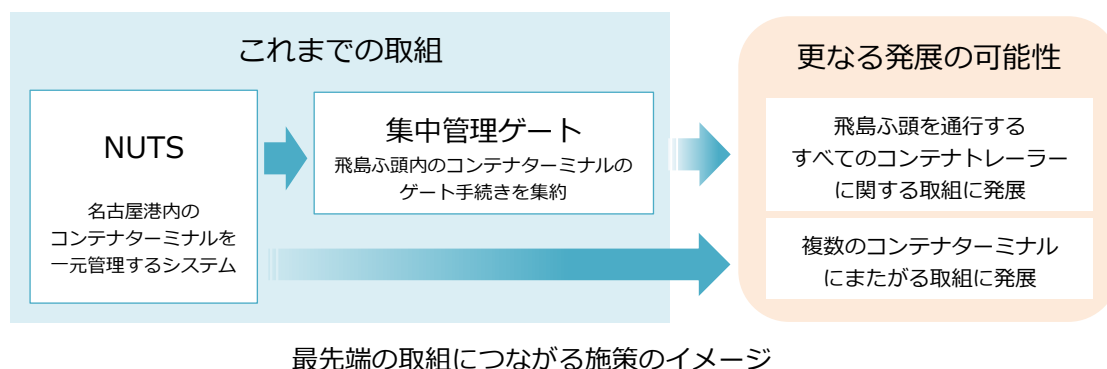 これまでの取組
NUTS
名古屋港内の
コンテナターミナルを
一元管理するシステム
集中管理ゲート
飛島ふ頭内のコンテナターミナルの
ゲート手続きを集約
更なる発展の可能性
飛島ふ頭を通行する
すべてのコンテナトレーラー
に関する取組に発展
複数のコンテナターミナル
にまたがる取組に発展
最先端の取組につながる施策のイメージ